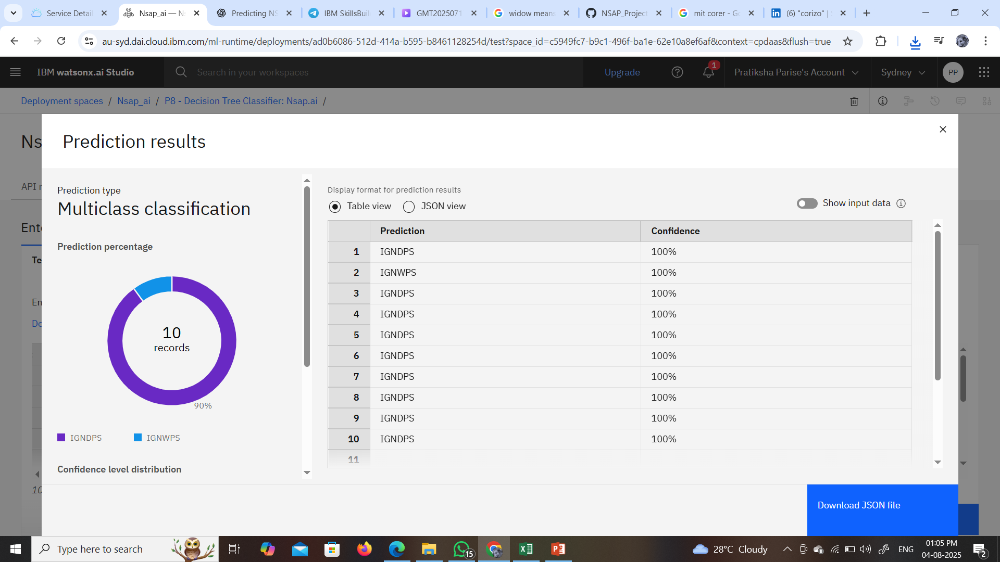 Service Detail
Nsap_ai — Ns
Predicting NS
IBM SkillsBuil
GMT2025071
widow means
NSAP_Project
mit corer - Go
(6) "corizo" |
au-syd.dai.cloud.ibm.com/ml-runtime/deployments/ad0b6086-512d-414a-b595-b8461128254d/test?space_id=c5949fc7-b9c1-496f-ba1e-62e10a8ef6af&context=cpdaas&flush=true
IBM watsonx.ai Studio
Search in your workspaces
Upgrade
1
Pratiksha Parise's Account
Sydney
PP
Deployment spaces / Nsap_ai / P8 - Decision Tree Classifier: Nsap.ai /
Ns
API r
Ente
Te
En
Do
10
Prediction results
Prediction type
Multiclass classification
Prediction percentage
10
records
90%
IGNDPS IGNWPS
Confidence level distribution
Display format for prediction results
Table view JSON view
Show input data
Prediction Confidence
1 IGNDPS 100%
2 IGNWPS 100%
3 IGNDPS 100%
4 IGNDPS 100%
5 IGNDPS 100%
6 IGNDPS 100%
7 IGNDPS 100%
8 IGNDPS 100%
9 IGNDPS 100%
10 IGNDPS 100%
11
Download JSON file
Type here to search
15
28°C Cloudy
ENG
01:05 PM
04-08-2025
2